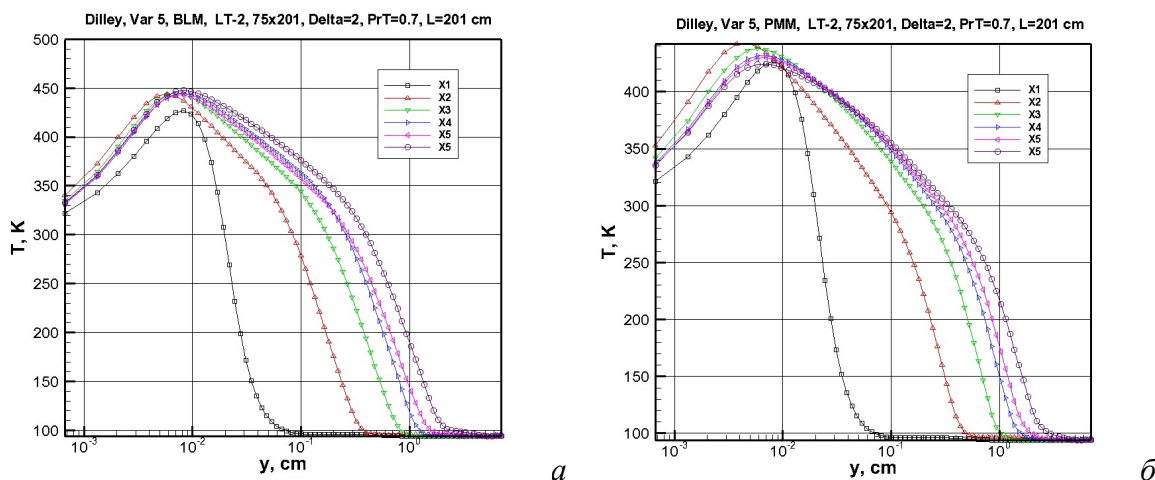 Dilley, Var 5, BLM, LT-2, 75x201, Delta=2, PrT=0.7, L=201 cm
500
450
400
350
300
250
200
150
100
T, K
X1
X2
X3
X4
X5
X5
10-3
10-2
10-1
100
y, cm
а
Dilley, Var 5, PMM, LT-2, 75x201, Delta=2, PrT=0.7, L=201 cm
400
350
300
250
200
150
100
T, K
X1
X2
X3
X4
X5
X5
10-3
10-2
10-1
100
y, cm
б